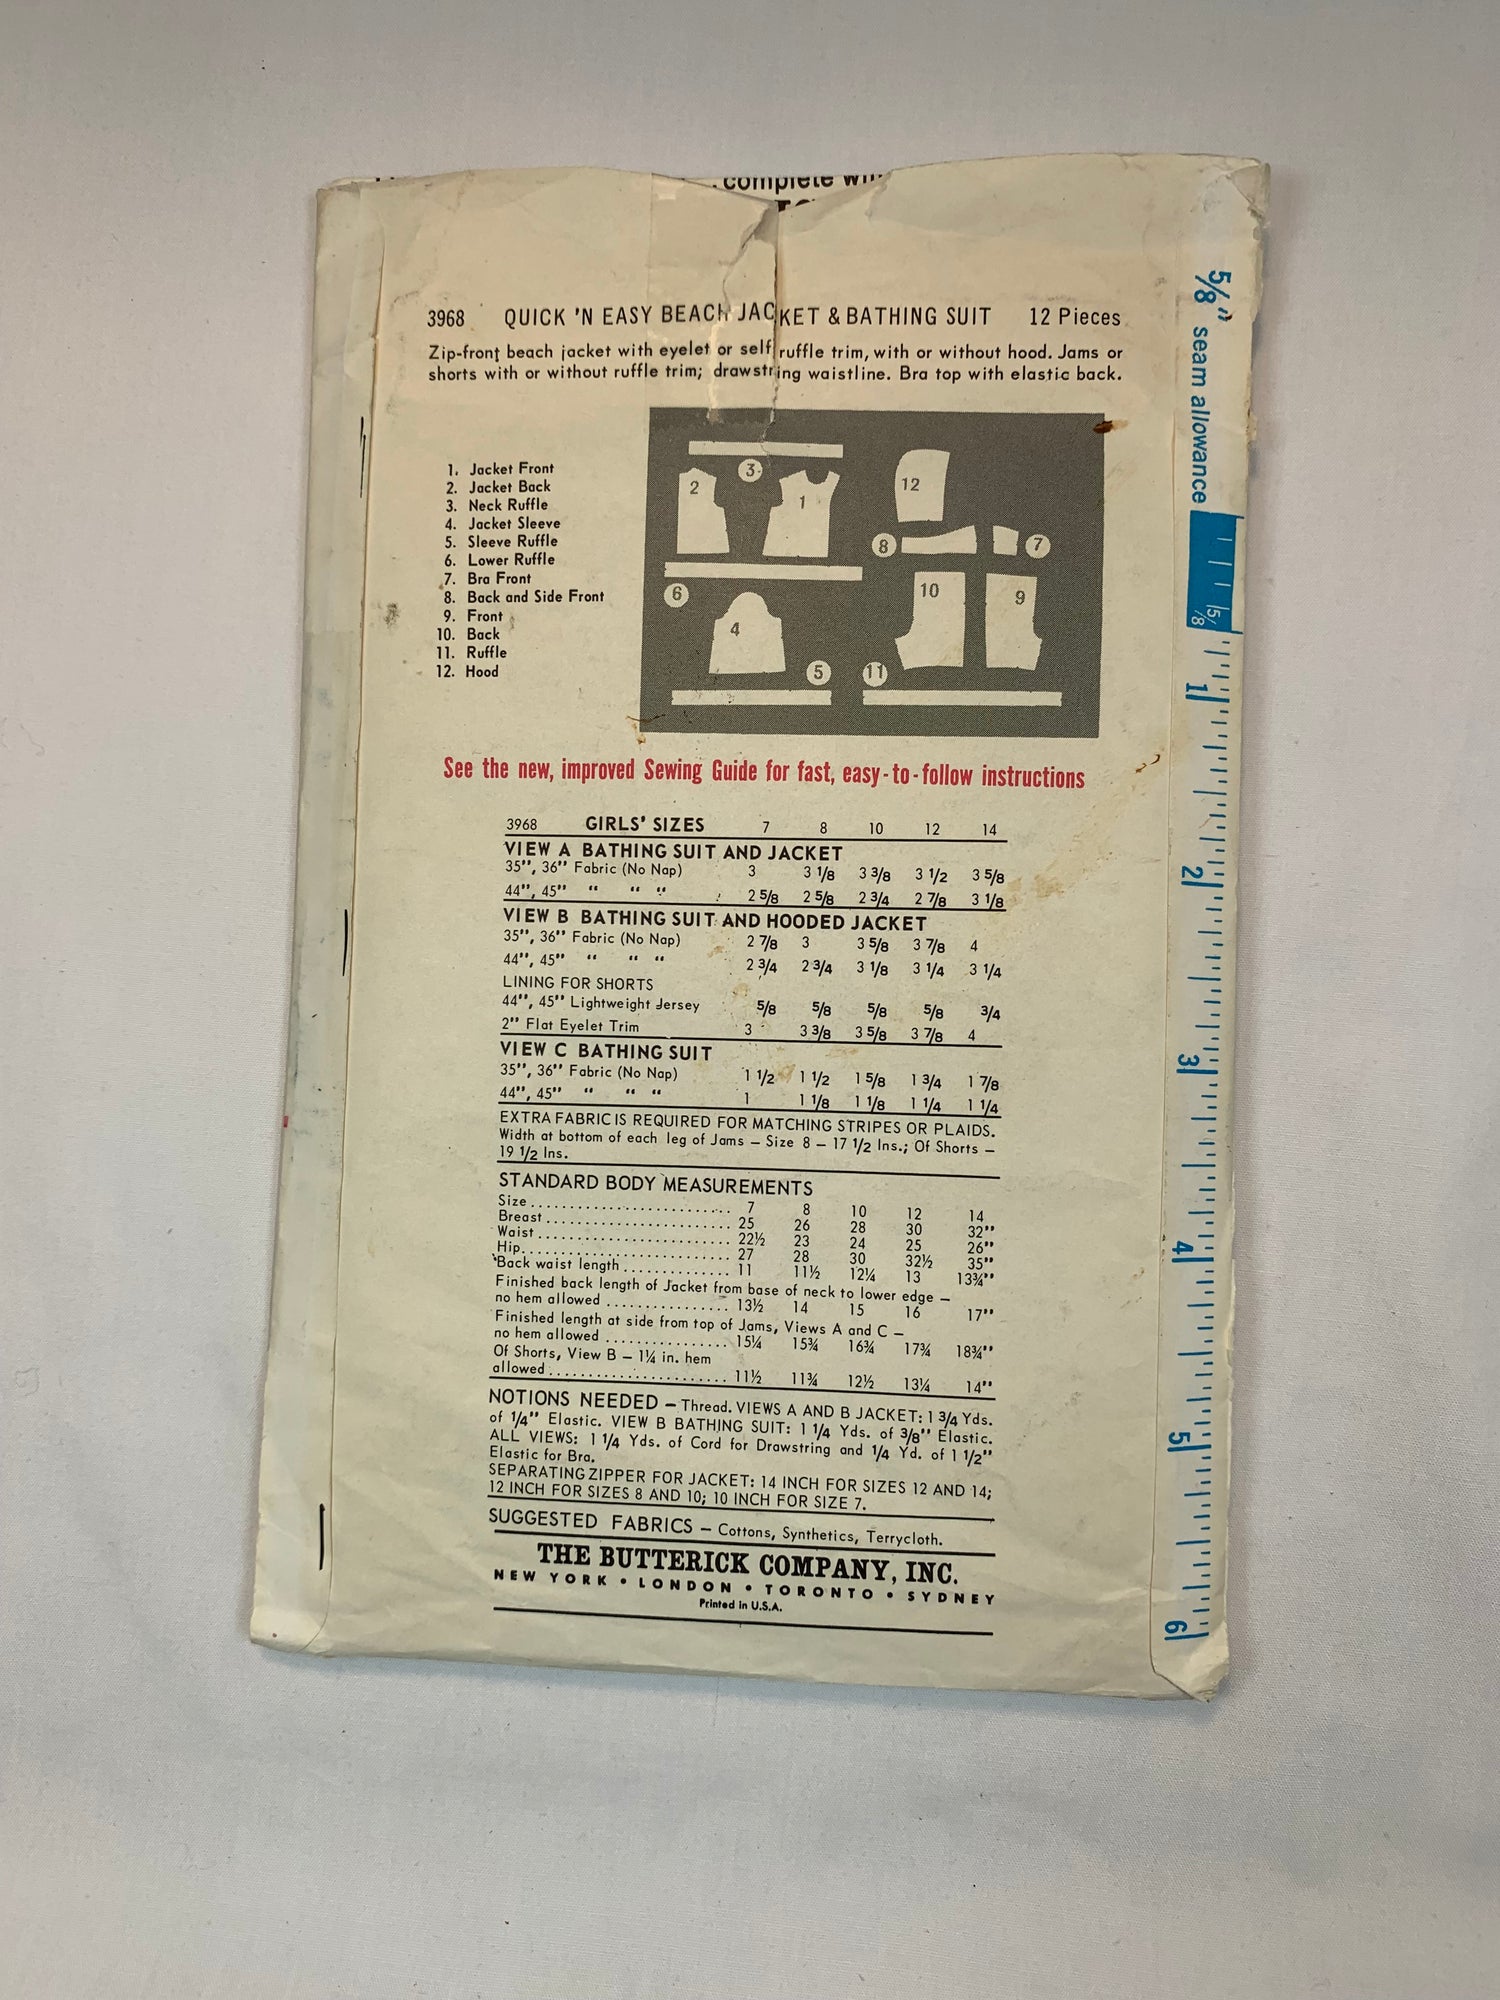 complete
3968 QUICK 'N EASY BEACH JACKET & BATHING SUIT 12 Pieces
Zip-front beach jacket with eyelet or self ruffle trim, with or without hood. Jams or
shorts with or without ruffle trim; drawstring waistline. Bra top with elastic back.
1. Jacket Front
2. Jacket Back
3. Neck Ruffle
4. Jacket Sleeve
5. Sleeve Ruffle
6. Lower Ruffle
7. Bra Front
8. Back and Side Front
9. Front
10. Back
11. Ruffle
12. Hood
3
2
1
12
8
7
6
10
9
4
5
11
See the new, improved Sewing Guide for fast, easy-to-follow instructions
3968 GIRLS' SIZES 7 8 10 12 14
VIEW A BATHING SUIT AND JACKET
35", 36" Fabric (No Nap) 3 3 1/8 3 3/8 3 1/2 3 5/8
44", 45" " " " 2 5/8 2 5/8 2 3/4 2 7/8 3 1/8
VIEW B BATHING SUIT AND HOODED JACKET
35", 36" Fabric (No Nap) 2 7/8 3 3 5/8 3 7/8 4
44", 45" " " " 2 3/4 2 3/4 3 1/8 3 1/4 3 1/4
LINING FOR SHORTS
44", 45" Lightweight Jersey 5/8 5/8 5/8 5/8 3/4
2" Flat Eyelet Trim 3 3 3/8 3 5/8 3 7/8 4
VIEW C BATHING SUIT
35", 36" Fabric (No Nap) 1 1/2 1 1/2 1 5/8 1 3/4 1 7/8
44", 45" " " " 1 1 1/8 1 1/8 1 1/4 1 1/4
EXTRA FABRIC IS REQUIRED FOR MATCHING STRIPES OR PLAIDS.
Width at bottom of each leg of Jams – Size 8 – 17 1/2 Ins.; Of Shorts –
19 1/2 Ins.
STANDARD BODY MEASUREMENTS
Size .......................... 7 8 10 12 14
Breast ........................ 25 26 28 30 32"
Waist ......................... 22½ 23 24 25 26"
Hip ........................... 27 28 30 32½ 35"
Back waist length ............. 11 11½ 12¼ 13 13¾"
Finished back length of Jacket from base of neck to lower edge –
no hem allowed ................ 13½ 14 15 16 17"
Finished length at side from top of Jams, Views A and C –
no hem allowed ................ 15¼ 15¾ 16¾ 17¾ 18¾"
Of Shorts, View B – 1¼ in. hem
allowed ....................... 11½ 11¾ 12½ 13¼ 14"
NOTIONS NEEDED – Thread. VIEWS A AND B JACKET: 1 3/4 Yds.
of 1/4" Elastic. VIEW B BATHING SUIT: 1 1/4 Yds. of 3/8" Elastic.
ALL VIEWS: 1 1/4 Yds. of Cord for Drawstring and 1/4 Yd. of 1 1/2"
Elastic for Bra.
SEPARATING ZIPPER FOR JACKET: 14 INCH FOR SIZES 12 AND 14;
12 INCH FOR SIZES 8 AND 10; 10 INCH FOR SIZE 7.
SUGGESTED FABRICS – Cottons, Synthetics, Terrycloth.
THE BUTTERICK COMPANY, INC.
NEW YORK • LONDON • TORONTO • SYDNEY
Printed in U.S.A.
5/8" seam allowance
5/8
1
2
3
4
5
6